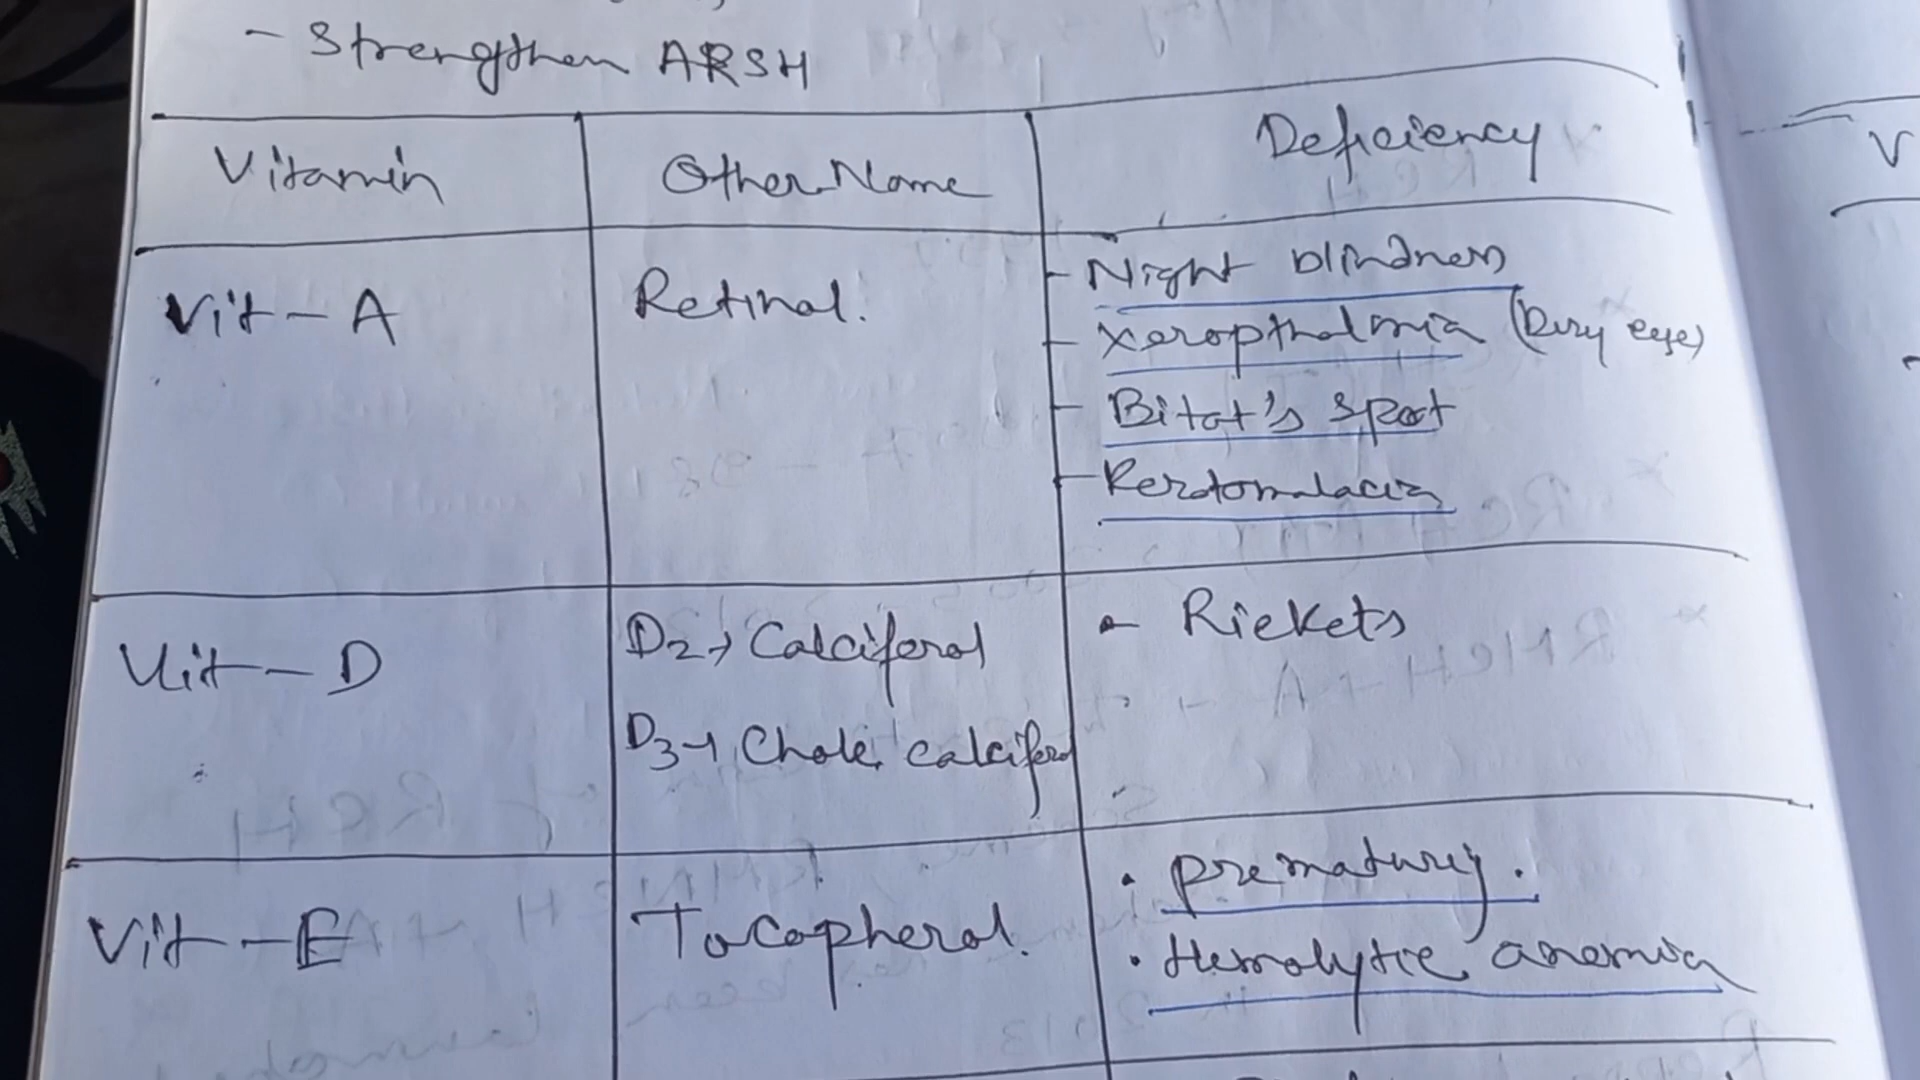 - Strengthen ARSH
Vitamin
Other Name
Deficiency
Vit - A
Retinal.
- Night blindness
- Xeropthalmia (Dry eye)
- Bitot's spot
- Keratomalacia
Vit - D
D2 → Calciferol
D3 → Chole calciferol
- Rickets
Vit - E
Tocopherol.
• Prematurity.
• Hemolytic anemia
V